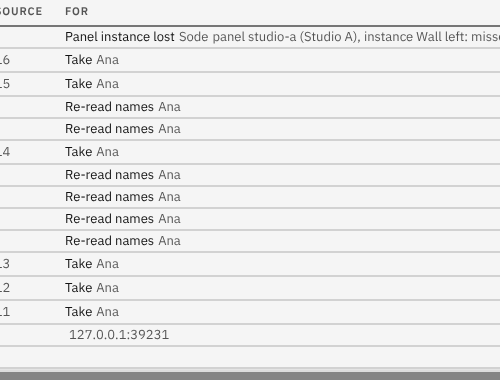 SOURCE FOR
Panel instance lost Sode panel studio-a (Studio A), instance Wall left:
16 Take Ana
15 Take Ana
Re-read names Ana
Re-read names Ana
14 Take Ana
Re-read names Ana
Re-read names Ana
Re-read names Ana
Re-read names Ana
13 Take Ana
12 Take Ana
11 Take Ana
127.0.0.1:39231